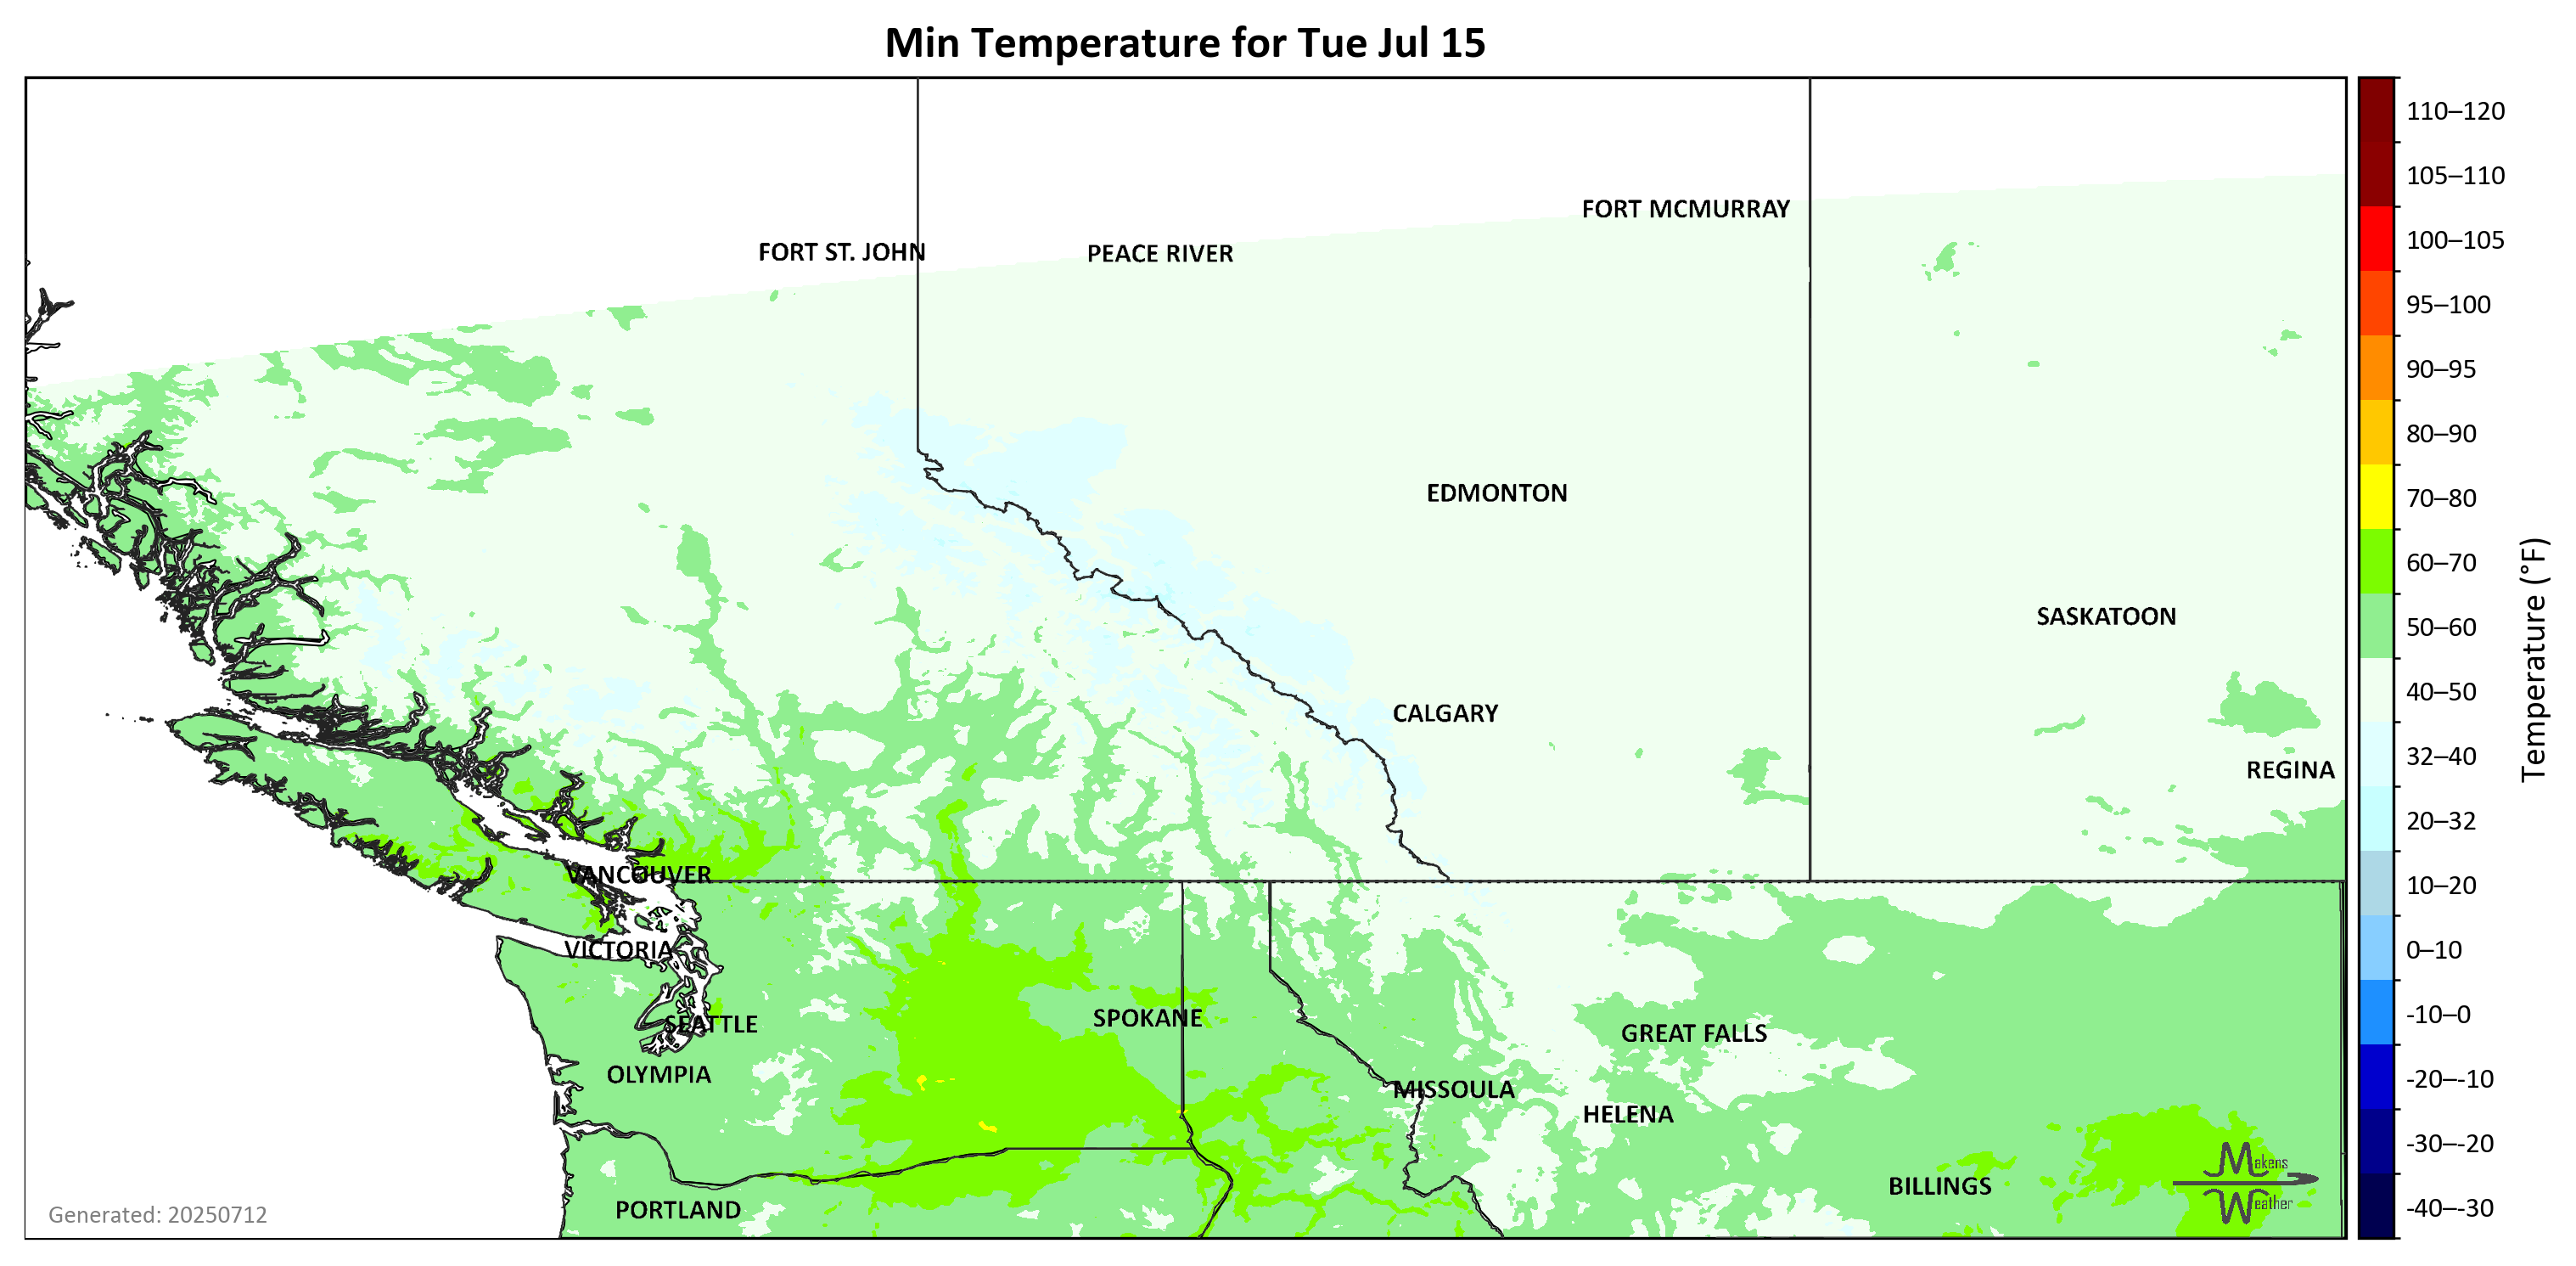 Min Temperature for Tue Jul 15
110–120
105–110
100–105
95–100
90–95
80–90
70–80
60–70
50–60
40–50
32–40
20–32
10–20
0–10
-10–0
-20–-10
-30–-20
-40–-30
Temperature (°F)
FORT MCMURRAY
FORT ST. JOHN
PEACE RIVER
EDMONTON
SASKATOON
CALGARY
REGINA
VANCOUVER
VICTORIA
SEATTLE
SPOKANE
GREAT FALLS
OLYMPIA
MISSOULA
HELENA
BILLINGS
PORTLAND
Makens
Weather
Generated: 20250712